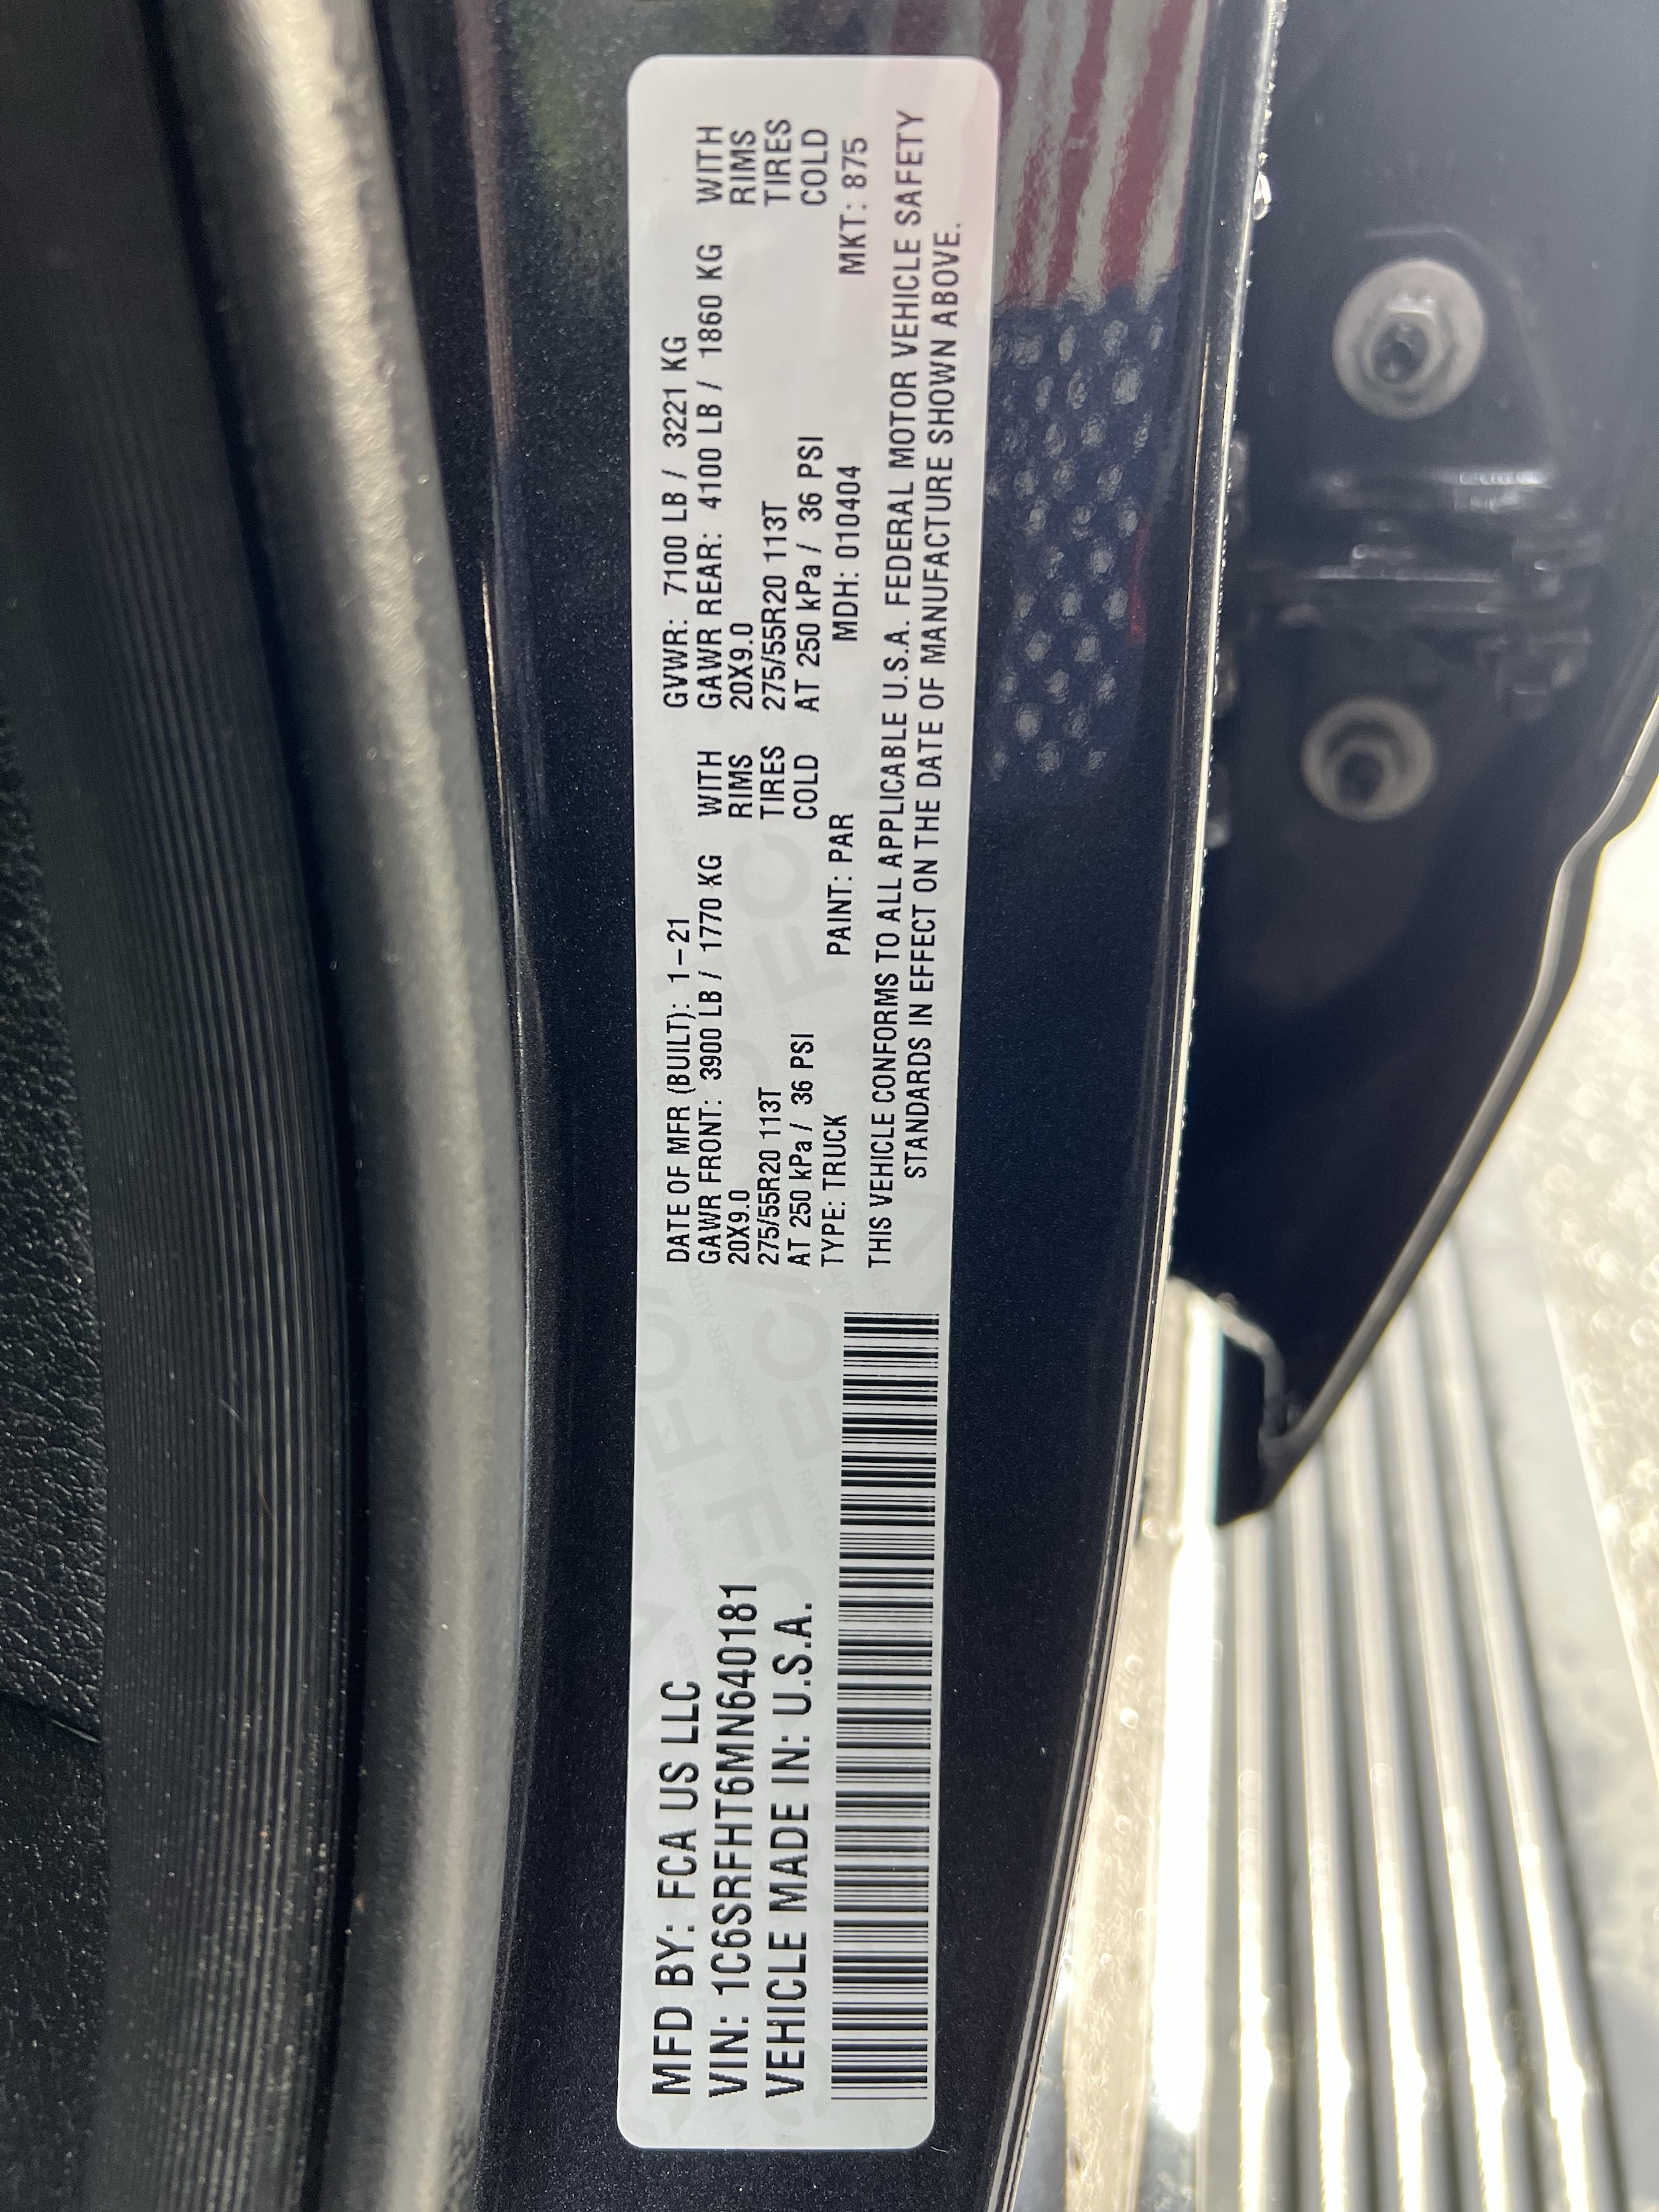 MFD BY: FCA US LLC
VIN: 1C6SRFHT6MN640181
VEHICLE MADE IN: U.S.A.
DATE OF MFR (BUILT): 1-21 GVWR: 7100 LB / 3221 KG
GAWR FRONT: 3900 LB / 1770 KG WITH GAWR REAR: 4100 LB / 1860 KG WITH
20X9.0 RIMS 20X9.0 RIMS
275/55R20 113T TIRES 275/55R20 113T TIRES
AT 250 kPa / 36 PSI COLD AT 250 kPa / 36 PSI COLD
TYPE: TRUCK PAINT: PAR MDH: 010404 MKT: 875
THIS VEHICLE CONFORMS TO ALL APPLICABLE U.S.A. FEDERAL MOTOR VEHICLE SAFETY
STANDARDS IN EFFECT ON THE DATE OF MANUFACTURE SHOWN ABOVE.